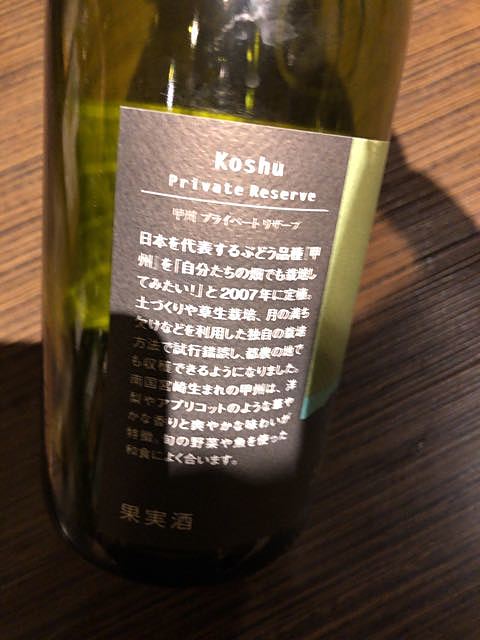 Koshu
Private Reserve
甲州 プライベートリザーブ
日本を代表するぶどう品種『甲
州』を『自分たちの畑でも栽培し
てみたい！』と2007年に定植。
土づくりや草生栽培、月の満ち
欠けなどを利用した独自の栽培
方法で試行錯誤し、都農の地で
も収穫できるようになりました。
南国宮崎生まれの甲州は、洋
梨やアプリコットのような華や
かな香りと爽やかな味わいが
特徴。旬の野菜や魚を使った
和食によく合います。
果実酒